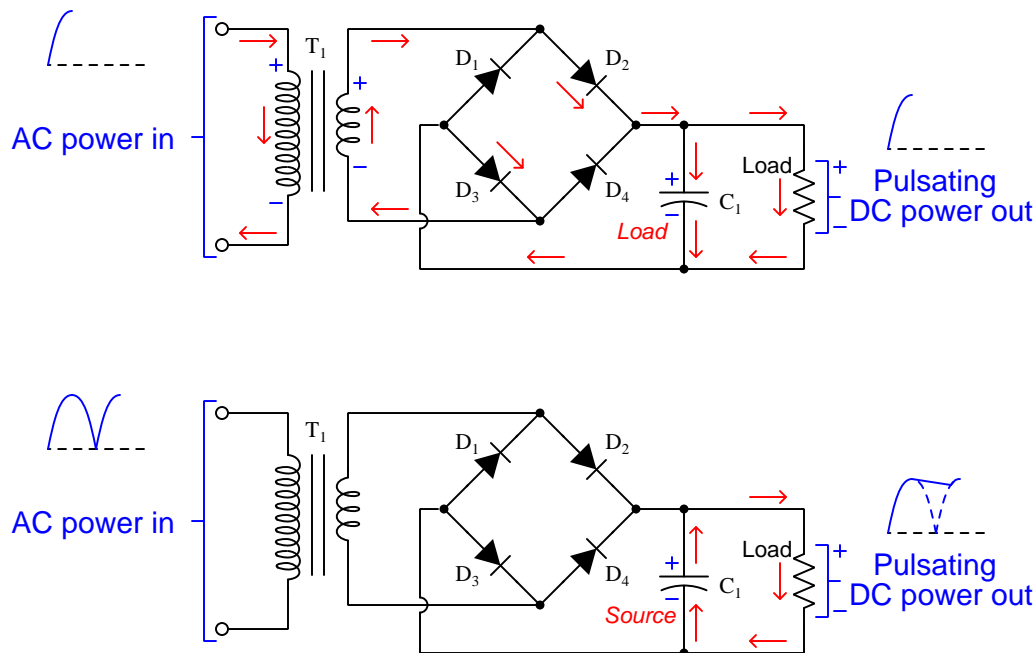 T1
D1
D2
+
+
+
+
AC power in
Load
Pulsating
DC power out
D3
D4
C1
–
–
–
–
Load
T1
D1
D2
AC power in
+
+
Load
Pulsating
DC power out
D3
D4
C1
–
–
Source